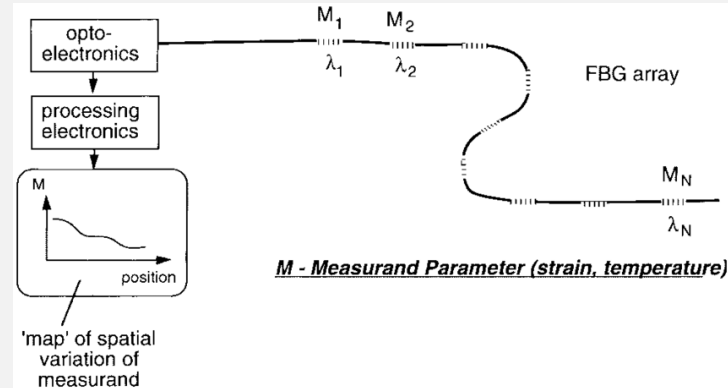 opto-
electronics
processing
electronics
M
position
'map' of spatial
variation of
measurand
M1
M2
λ1
λ2
FBG array
MN
λN
M - Measurand Parameter (strain, temperature)